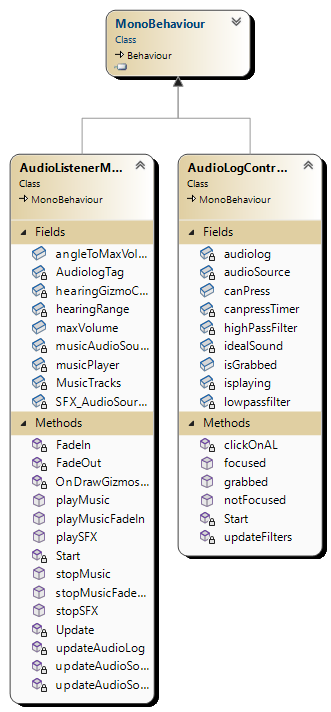 MonoBehaviour
Class
Behaviour
AudioListenerM...
Class
MonoBehaviour
Fields
angleToMaxVol...
AudiologTag
hearingGizmoC...
hearingRange
maxVolume
musicAudioSou...
musicPlayer
MusicTracks
SFX_AudioSour...
Methods
FadeIn
FadeOut
OnDrawGizmos...
playMusic
playMusicFadeIn
playSFX
Start
stopMusic
stopMusicFade...
stopSFX
Update
updateAudioLog
updateAudioSo...
updateAudioSo...
AudioLogContr...
Class
MonoBehaviour
Fields
audiolog
audioSource
canPress
canpressTimer
highPassFilter
idealSound
isGrabbed
isplaying
lowpassfilter
Methods
clickOnAL
focused
grabbed
notFocused
Start
updateFilters